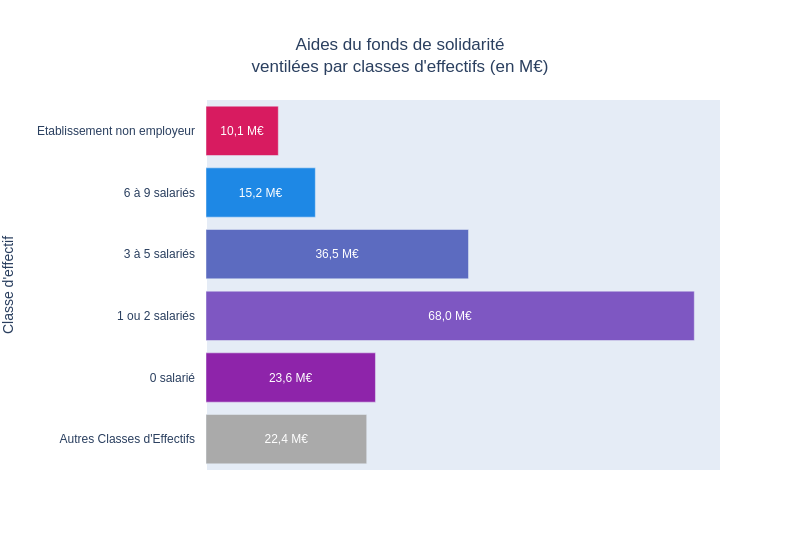 Aides du fonds de solidarité
ventilées par classes d'effectifs (en M€)
Classe d'effectif
Etablissement non employeur
10,1 M€
6 à 9 salariés
15,2 M€
3 à 5 salariés
36,5 M€
1 ou 2 salariés
68,0 M€
0 salarié
23,6 M€
Autres Classes d'Effectifs
22,4 M€